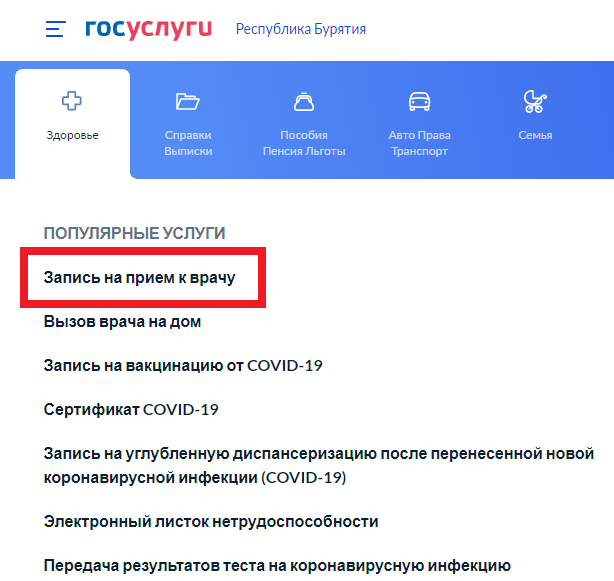 госуслуги Республика Бурятия
Здоровье
Справки
Выписки
Пособия
Пенсия Льготы
Авто Права
Транспорт
Семья
ПОПУЛЯРНЫЕ УСЛУГИ
Запись на прием к врачу
Вызов врача на дом
Запись на вакцинацию от COVID-19
Сертификат COVID-19
Запись на углубленную диспансеризацию после перенесенной новой
коронавирусной инфекции (COVID-19)
Электронный листок нетрудоспособности
Передача результатов теста на коронавирусную инфекцию